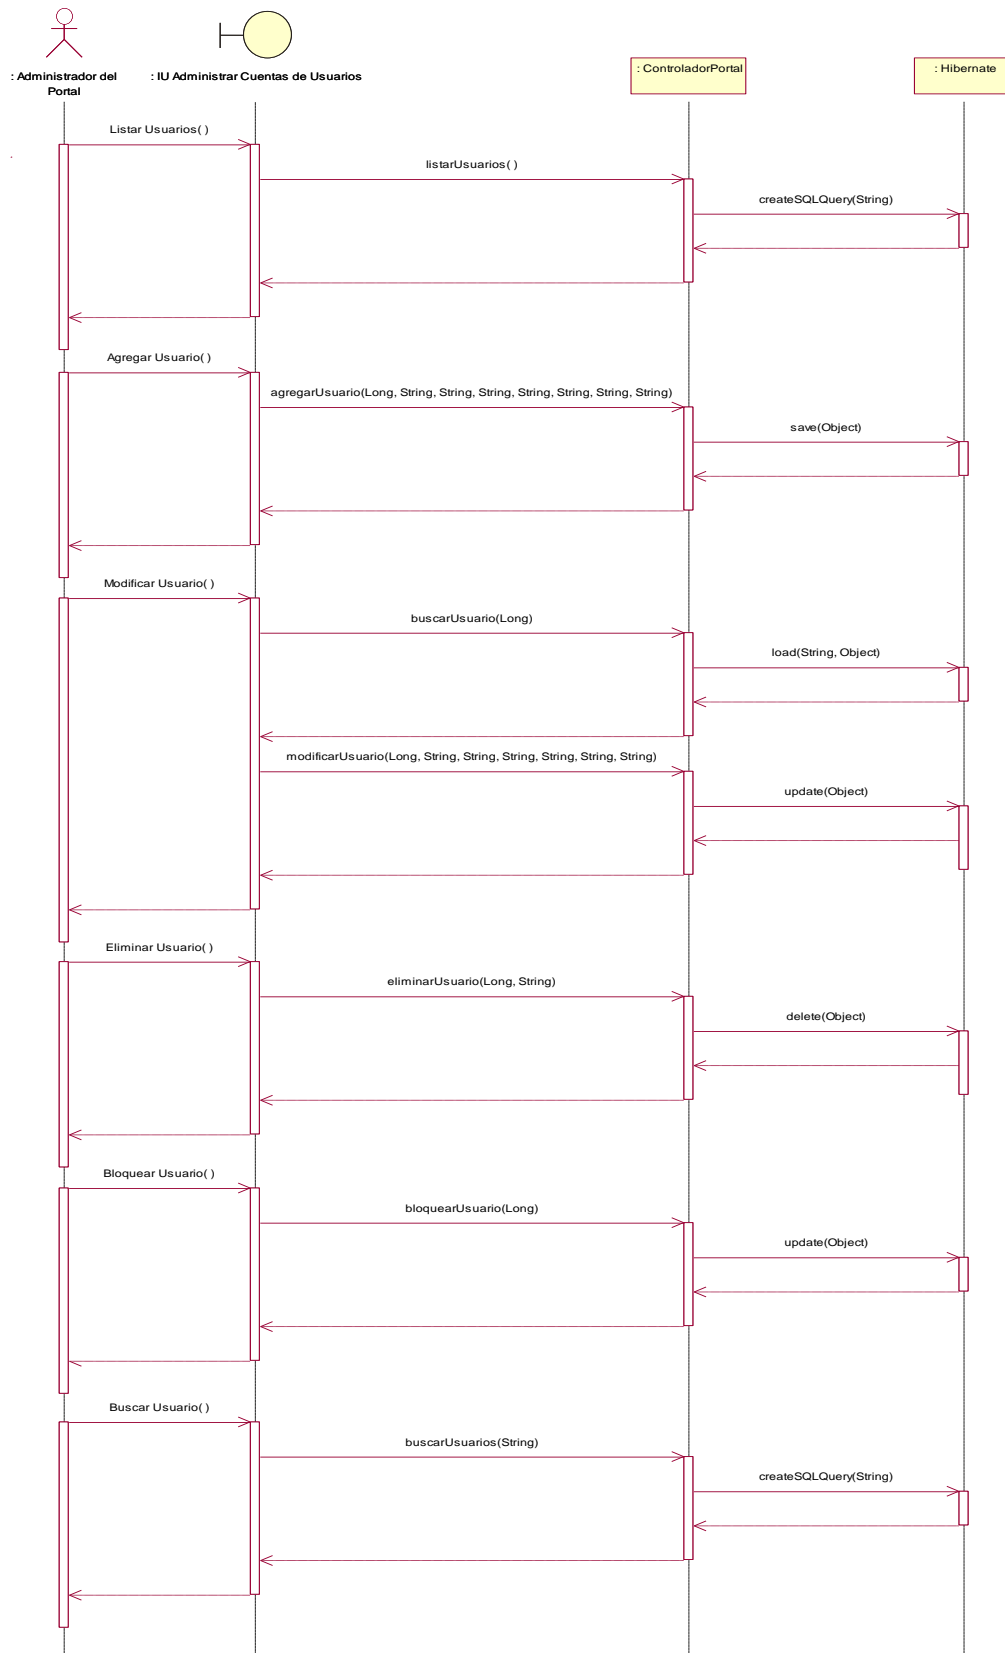 : Administrador del
Portal
: IU Administrar Cuentas de Usuarios
: ControladorPortal
: Hibernate
Listar Usuarios( )
listarUsuarios( )
createSQLQuery(String)
Agregar Usuario( )
agregarUsuario(Long, String, String, String, String, String, String, String)
save(Object)
Modificar Usuario( )
buscarUsuario(Long)
load(String, Object)
modificarUsuario(Long, String, String, String, String, String, String)
update(Object)
Eliminar Usuario( )
eliminarUsuario(Long, String)
delete(Object)
Bloquear Usuario( )
bloquearUsuario(Long)
update(Object)
Buscar Usuario( )
buscarUsuarios(String)
createSQLQuery(String)